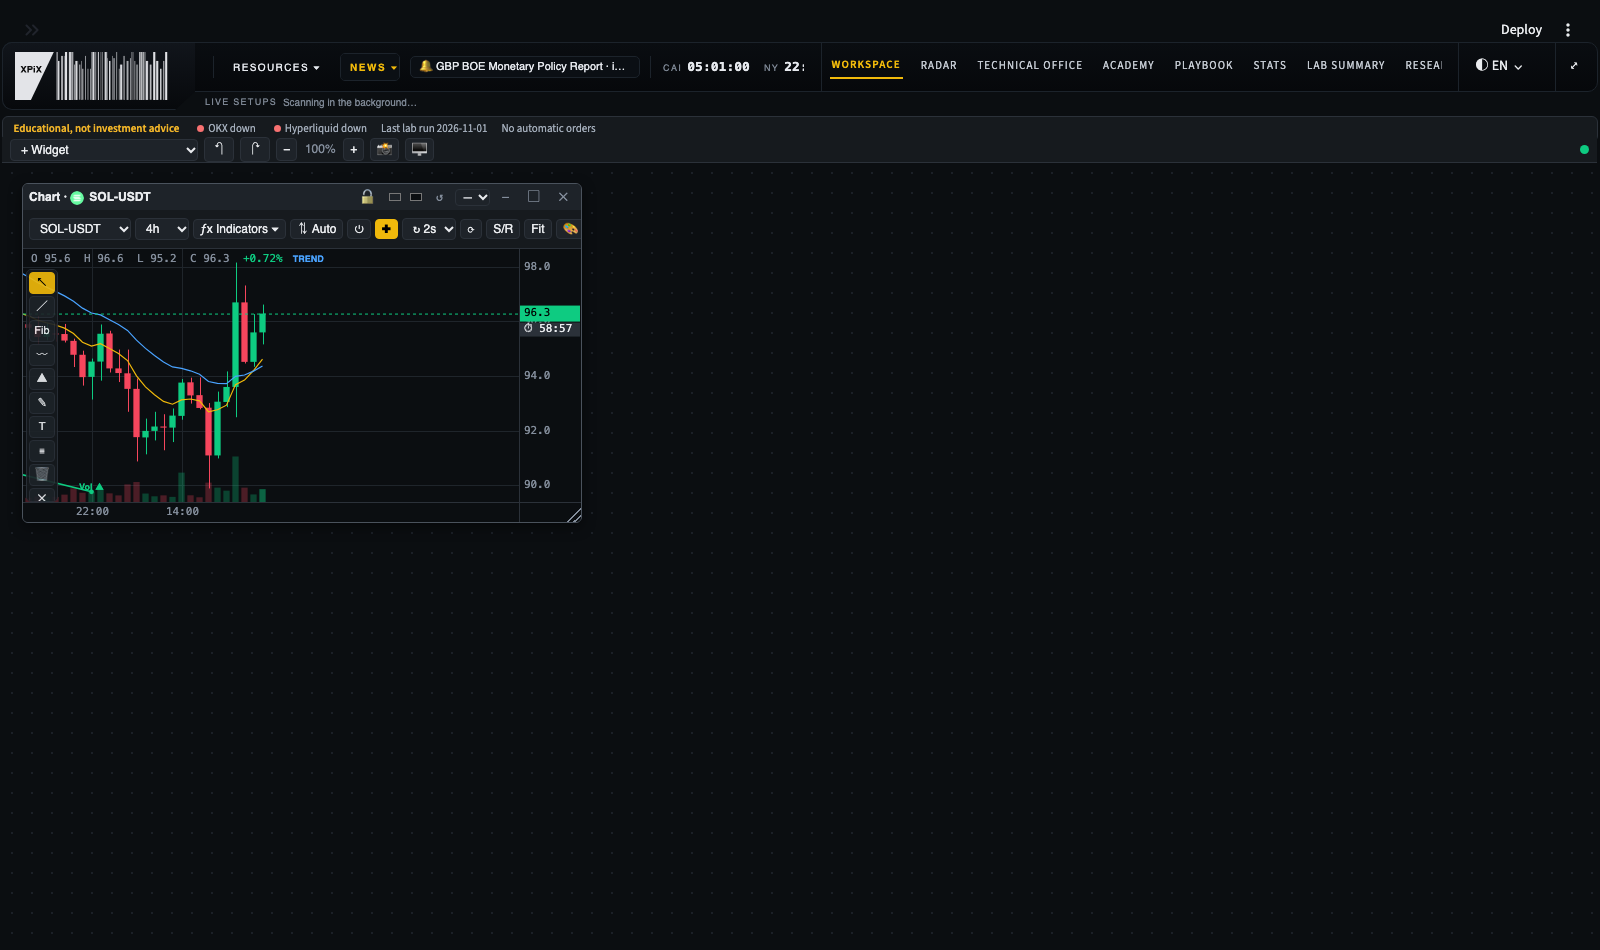 Deploy
XPiX
RESOURCES
NEWS
GBP BOE Monetary Policy Report · i...
CAI 05:01:00 NY 22:
WORKSPACE RADAR TECHNICAL OFFICE ACADEMY PLAYBOOK STATS LAB SUMMARY RESEA
EN
LIVE SETUPS Scanning in the background...
Educational, not investment advice OKX down Hyperliquid down Last lab run 2026-11-01 No automatic orders
+ Widget
100%
Chart · SOL-USDT
SOL-USDT 4h ƒx Indicators Auto 2s S/R Fit
O 95.6 H 96.6 L 95.2 C 96.3 +0.72% TREND
98.0
96.3
58:57
Fib
94.0
T
92.0
90.0
Vol
22:00 14:00